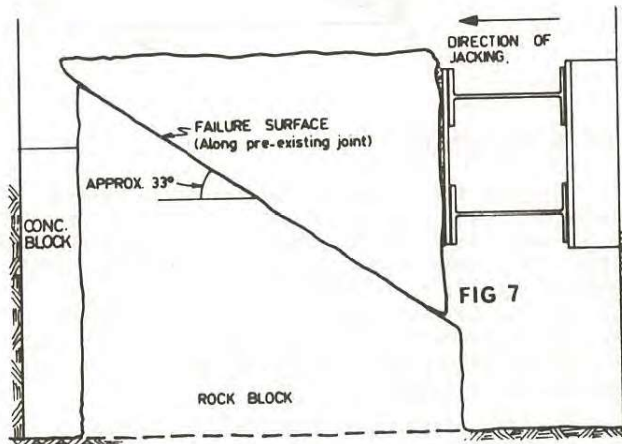 DIRECTION OF
JACKING.
FAILURE SURFACE
(Along pre-existing joint)
APPROX. 33°
CONC.
BLOCK
FIG 7
ROCK BLOCK